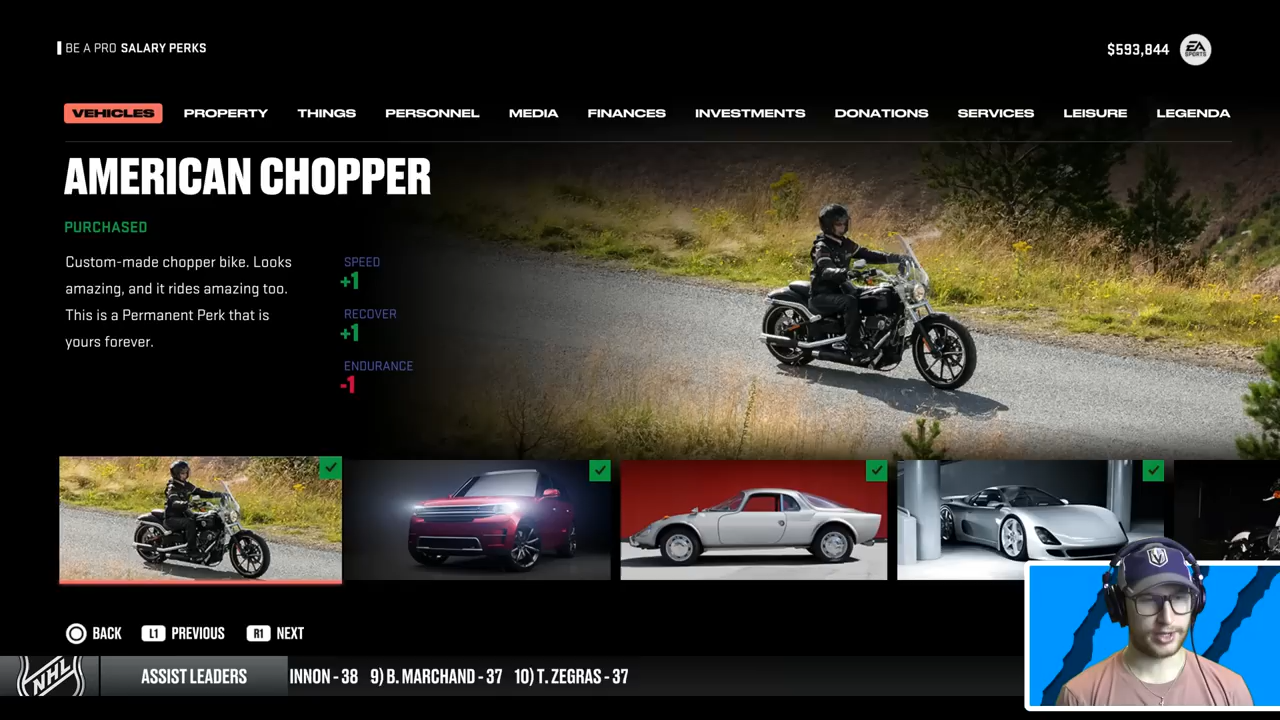 BE A PRO SALARY PERKS
$593,844
EA
SPORTS
VEHICLES PROPERTY THINGS PERSONNEL MEDIA FINANCES INVESTMENTS DONATIONS SERVICES LEISURE LEGENDA
AMERICAN CHOPPER
PURCHASED
Custom-made chopper bike. Looks
amazing, and it rides amazing too.
This is a Permanent Perk that is
yours forever.
SPEED
+1
RECOVER
+1
ENDURANCE
-1
BACK L1 PREVIOUS R1 NEXT
NHL ASSIST LEADERS INNON - 38 9) B. MARCHAND - 37 10) T. ZEGRAS - 37